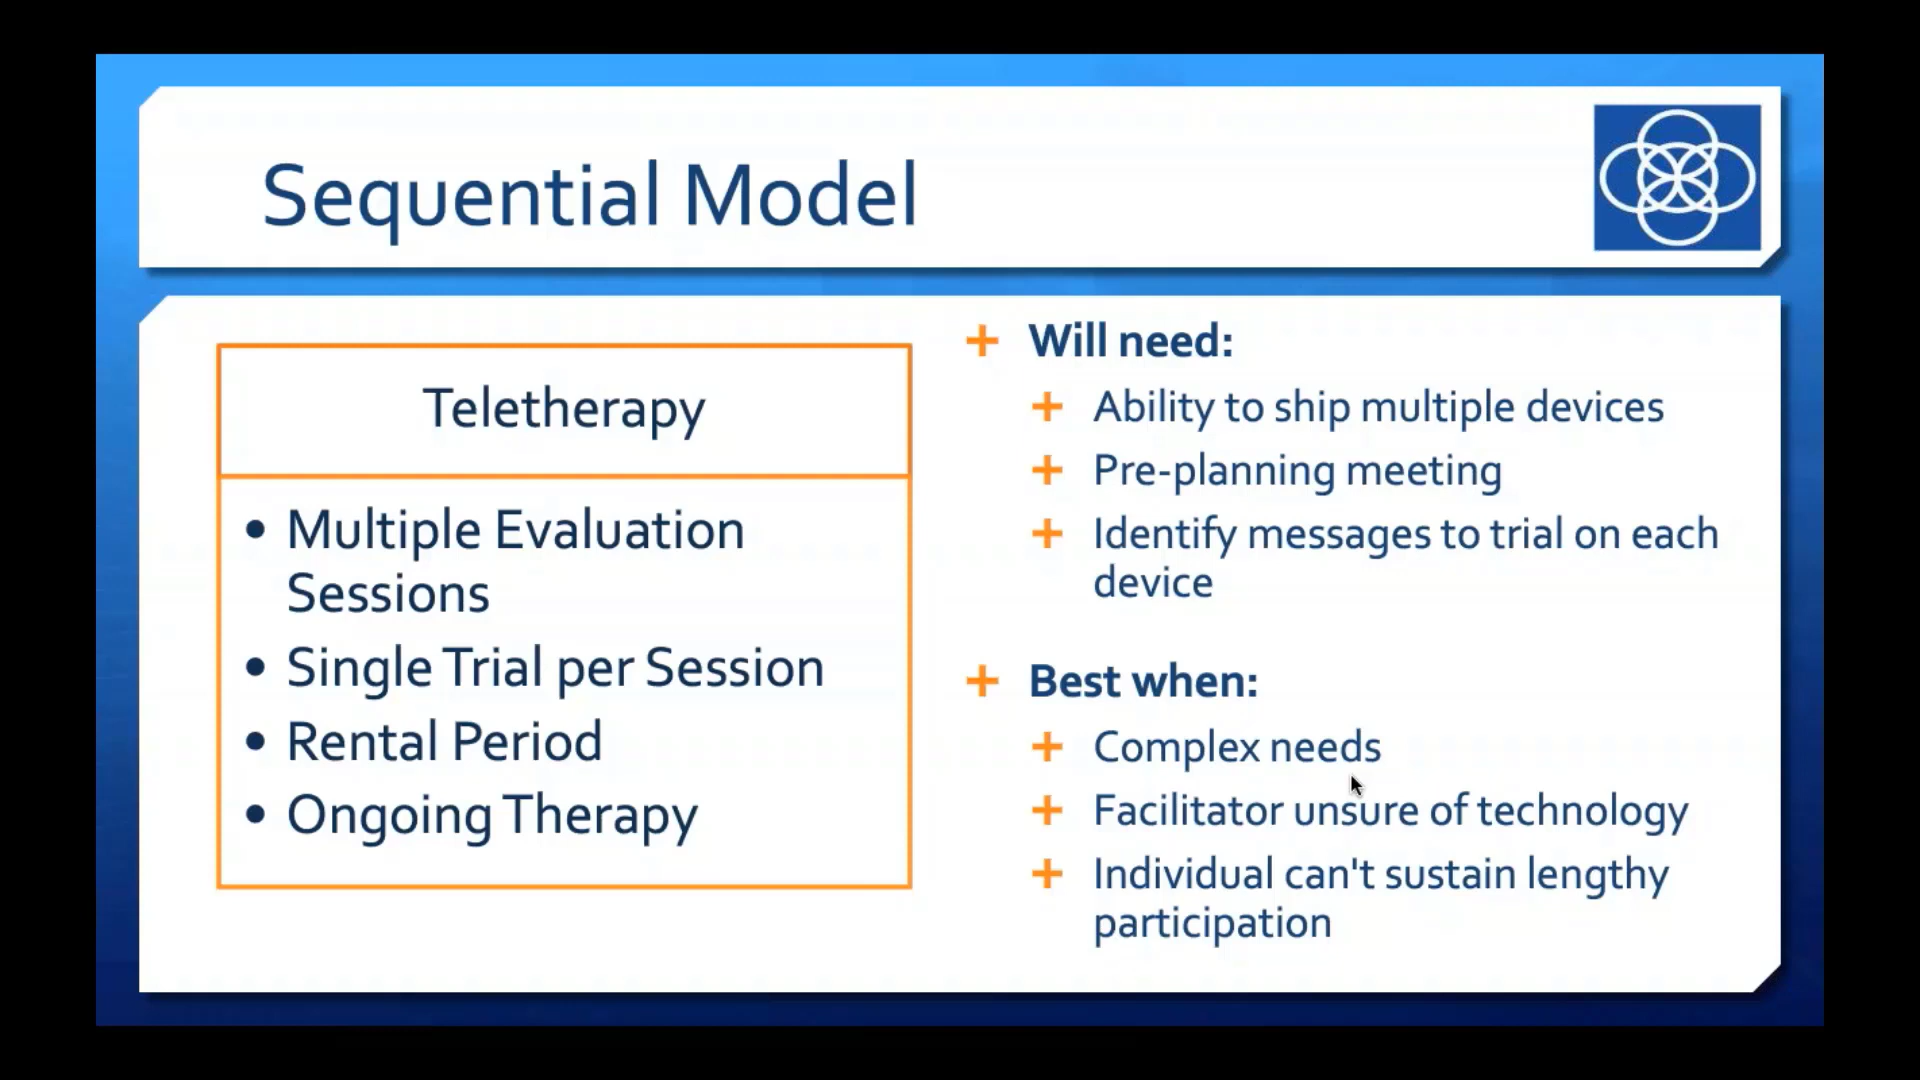 Sequential Model
Teletherapy
• Multiple Evaluation
Sessions
• Single Trial per Session
• Rental Period
• Ongoing Therapy
+ Will need:
+ Ability to ship multiple devices
+ Pre-planning meeting
+ Identify messages to trial on each
device
+ Best when:
+ Complex needs
+ Facilitator unsure of technology
+ Individual can't sustain lengthy
participation